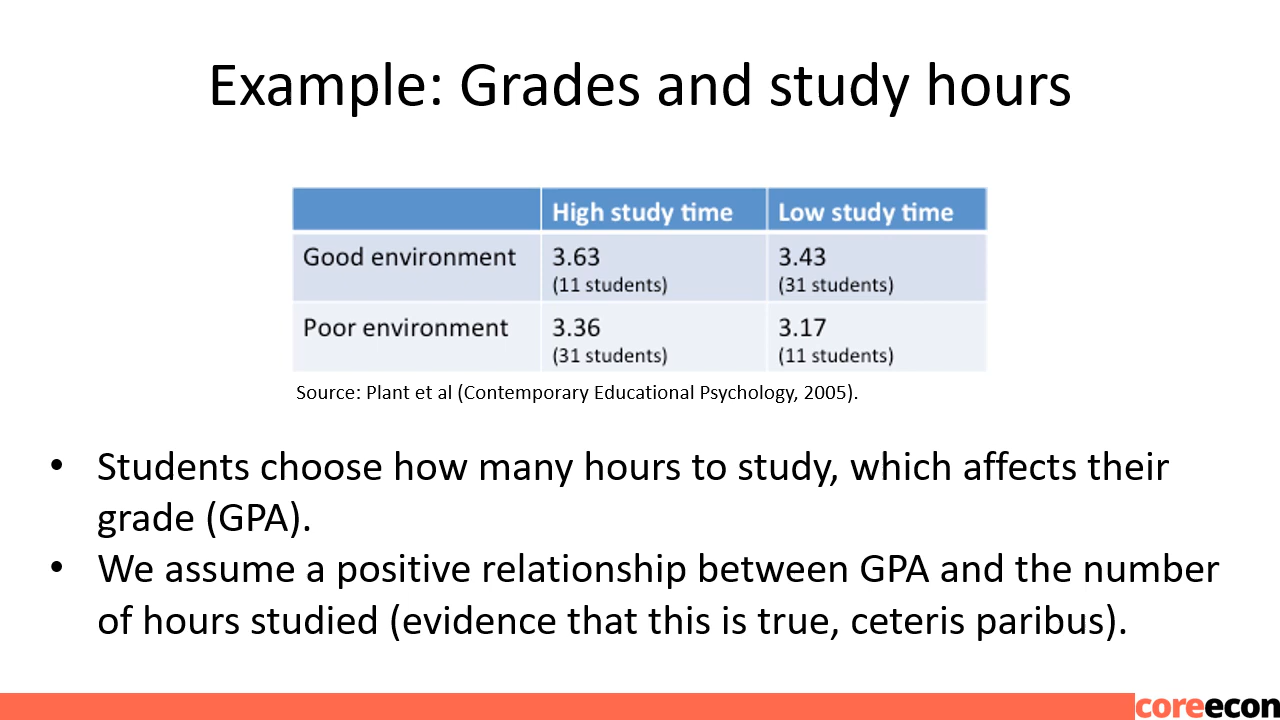 Example: Grades and study hours
High study time Low study time
Good environment 3.63 3.43
(11 students) (31 students)
Poor environment 3.36 3.17
(31 students) (11 students)
Source: Plant et al (Contemporary Educational Psychology, 2005).
• Students choose how many hours to study, which affects their
grade (GPA).
• We assume a positive relationship between GPA and the number
of hours studied (evidence that this is true, ceteris paribus).
coreecon